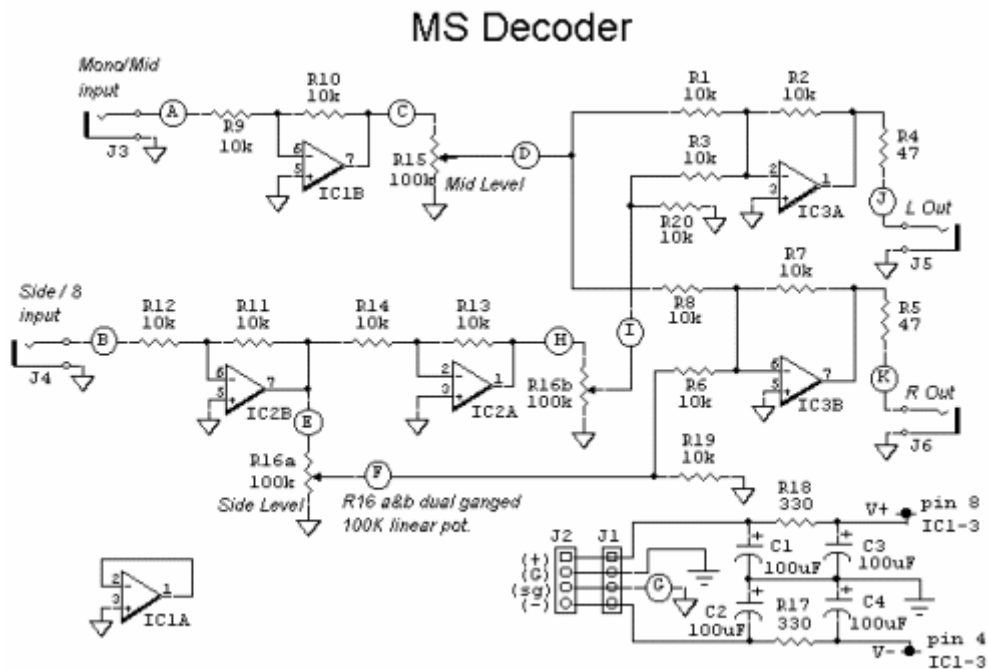 MS Decoder
Mono/Mid
input
J3
A
R9
10k
R10
10k
6
5
7
IC1B
C
R15
100k
Mid Level
D
R1
10k
R2
10k
R3
10k
R20
10k
2
3
1
IC3A
R4
47
J
L Out
J5
Side / 8
input
J4
B
R12
10k
R11
10k
6
5
7
IC2B
R14
10k
R13
10k
2
3
1
IC2A
H
R16b
100k
I
R8
10k
R7
10k
R6
10k
6
5
7
IC3B
R5
47
K
R Out
J6
E
R16a
100k
Side Level
F
R16 a&b dual ganged
100K linear pot.
R19
10k
2
3
1
IC1A
J2
J1
(+)
(G)
(sg)
(-)
G
R18
330
V+
pin 8
IC1-3
+
C1
100uF
+
C3
100uF
+
C2
100uF
R17
330
+
C4
100uF
V-
pin 4
IC1-3